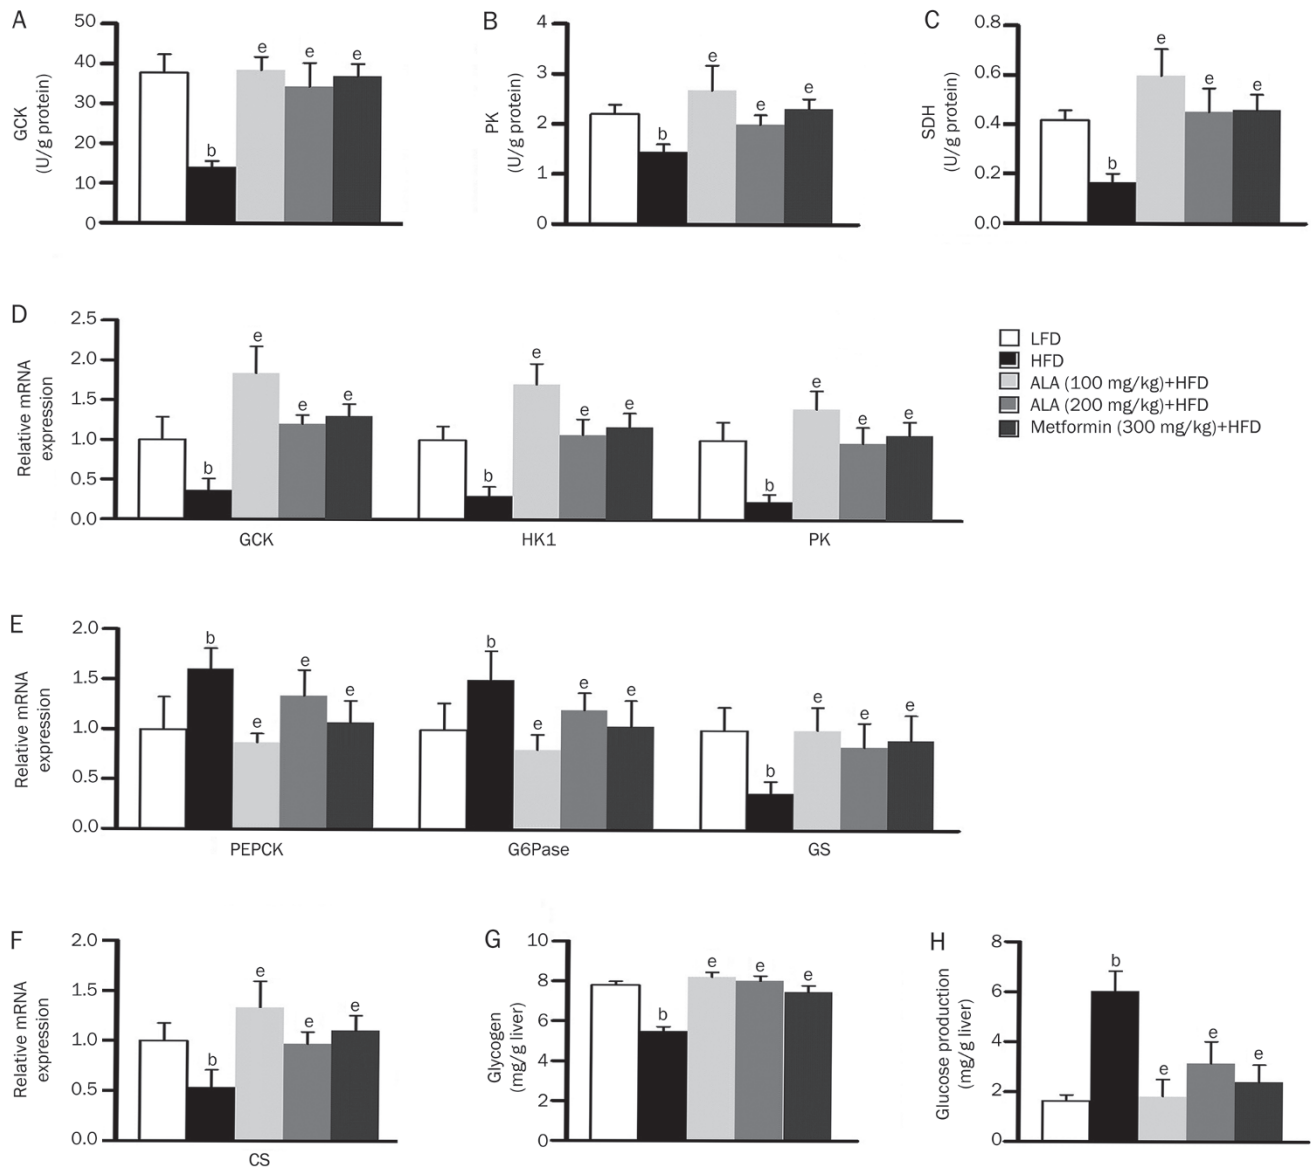 A
GCK
(U/g protein)
50
40
30
20
10
0
b
e
e
e
B
PK
(U/g protein)
4
3
2
1
0
b
e
e
e
C
SDH
(U/g protein)
0.8
0.6
0.4
0.2
0.0
b
e
e
e
D
Relative mRNA
expression
2.5
2.0
1.5
1.0
0.5
0.0
b
e
e
e
b
e
e
e
b
e
e
e
GCK
HK1
PK
LFD
HFD
ALA (100 mg/kg)+HFD
ALA (200 mg/kg)+HFD
Metformin (300 mg/kg)+HFD
E
Relative mRNA
expression
2.0
1.5
1.0
0.5
0.0
b
e
e
e
b
e
e
e
b
e
e
e
PEPCK
G6Pase
GS
F
Relative mRNA
expression
2.0
1.5
1.0
0.5
0.0
b
e
e
e
CS
G
Glycogen
(mg/g liver)
10
8
6
4
2
0
b
e
e
e
H
Glucose production
(mg/g liver)
8
6
4
2
0
b
e
e
e